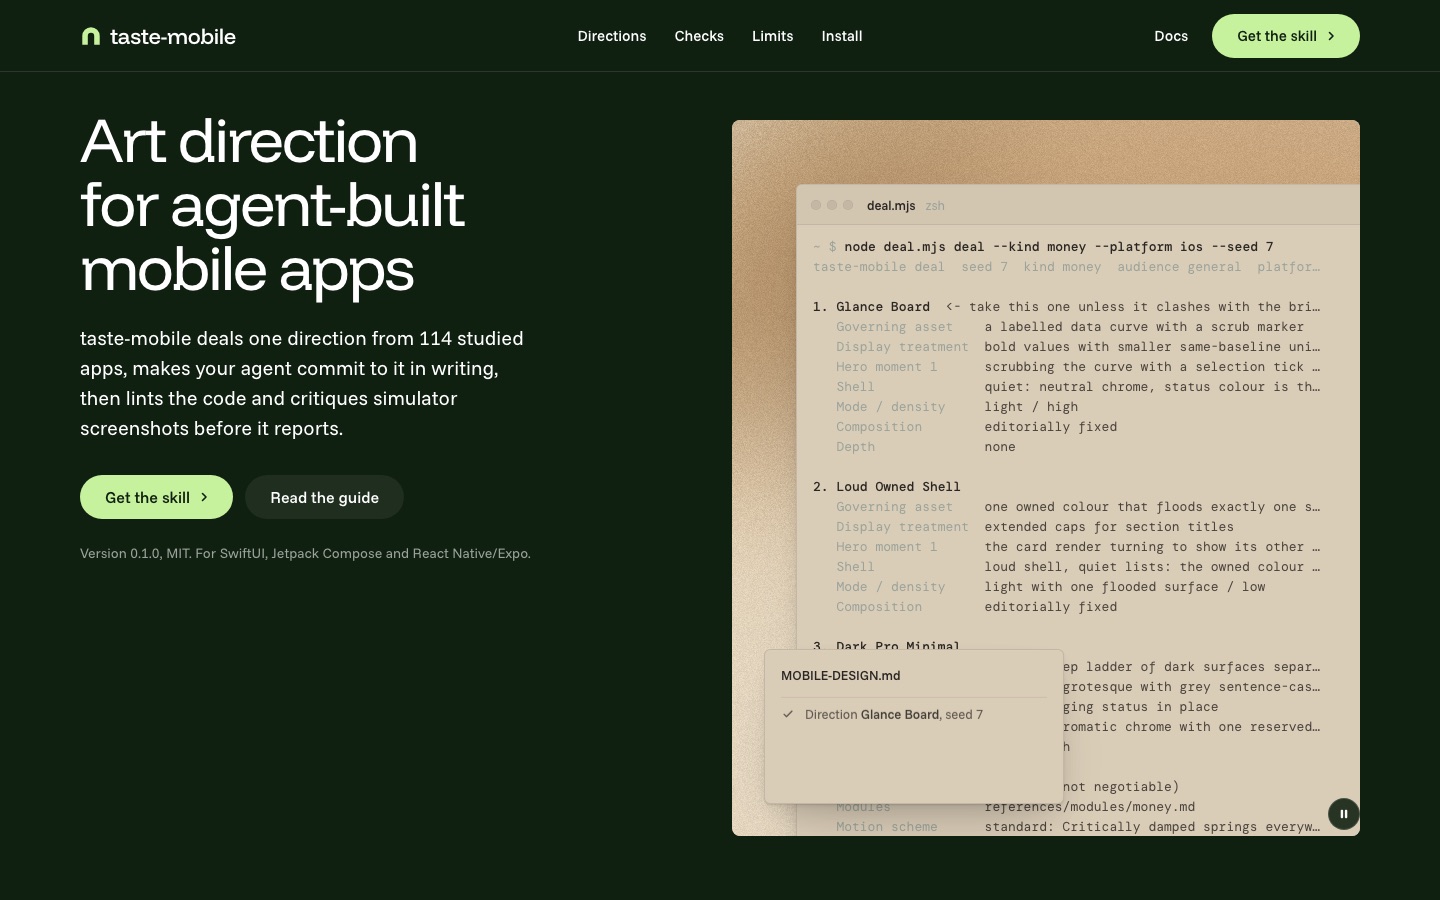 taste-mobile
Directions
Checks
Limits
Install
Docs
Get the skill
Art direction
for agent-built
mobile apps
taste-mobile deals one direction from 114 studied
apps, makes your agent commit to it in writing,
then lints the code and critiques simulator
screenshots before it reports.
Get the skill
Read the guide
Version 0.1.0, MIT. For SwiftUI, Jetpack Compose and React Native/Expo.
deal.mjs zsh
~ $ node deal.mjs deal --kind money --platform ios --seed 7
taste-mobile deal seed 7 kind money audience general platfor…
1. Glance Board <- take this one unless it clashes with the bri…
Governing asset a labelled data curve with a scrub marker
Display treatment bold values with smaller same-baseline uni…
Hero moment 1 scrubbing the curve with a selection tick …
Shell quiet: neutral chrome, status colour is th…
Mode / density light / high
Composition editorially fixed
Depth none
2. Loud Owned Shell
Governing asset one owned colour that floods exactly one s…
Display treatment extended caps for section titles
Hero moment 1 the card render turning to show its other …
Shell loud shell, quiet lists: the owned colour …
Mode / density light with one flooded surface / low
Composition editorially fixed
3. Dark Pro Minimal
ep ladder of dark surfaces separ…
grotesque with grey sentence-cas…
ging status in place
romatic chrome with one reserved…
h
not negotiable)
Modules references/modules/money.md
Motion scheme standard: Critically damped springs everyw…
MOBILE-DESIGN.md
Direction Glance Board, seed 7